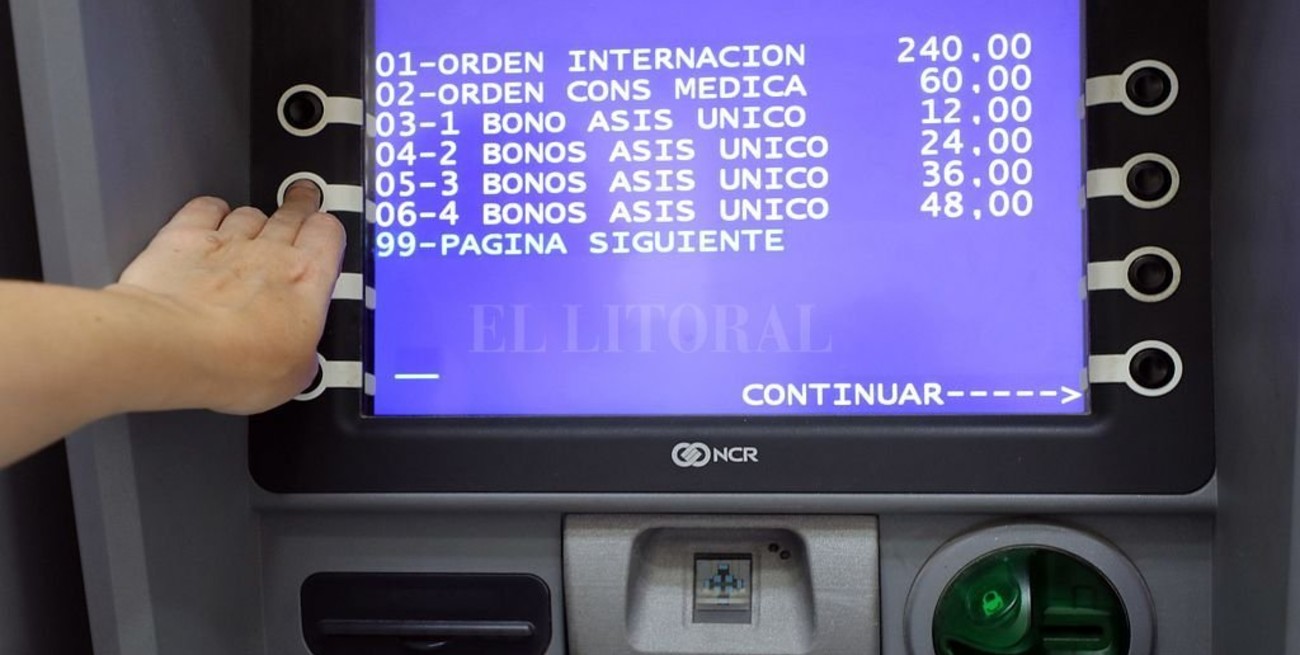 01-ORDEN INTERNACION 240,00
02-ORDEN CONS MEDICA 60,00
03-1 BONO ASIS UNICO 12,00
04-2 BONOS ASIS UNICO 24,00
05-3 BONOS ASIS UNICO 36,00
06-4 BONOS ASIS UNICO 48,00
99-PAGINA SIGUIENTE
EL LITORAL
CONTINUAR----->
NCR